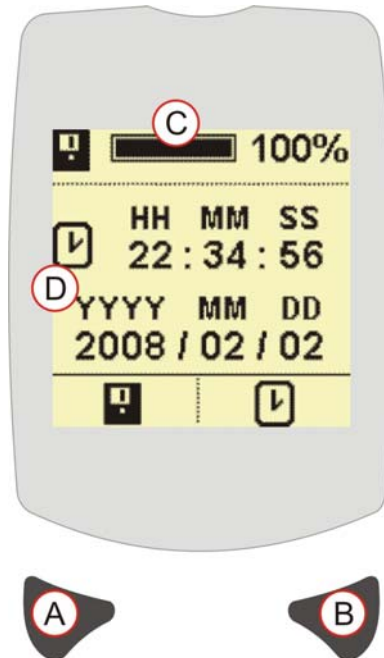 C
100%
HH MM SS
22 : 34 : 56
D
YYYY MM DD
2008 / 02 / 02
A B